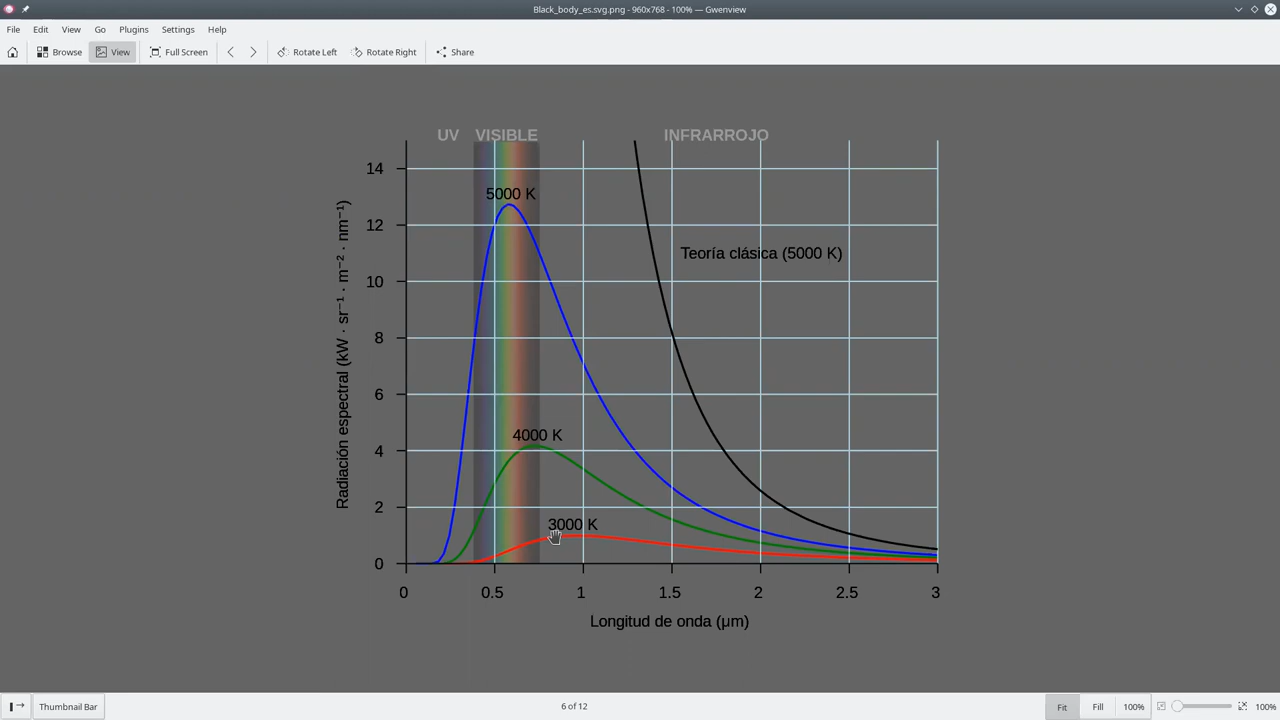 Black_body_es.svg.png - 960x768 - 100% — Gwenview
File Edit View Go Plugins Settings Help
Browse View Full Screen Rotate Left Rotate Right Share
UV VISIBLE INFRARROJO
14
12
10
8
6
4
2
0
Radiación espectral (kW · sr⁻¹ · m⁻² · nm⁻¹)
5000 K
Teoría clásica (5000 K)
4000 K
3000 K
0 0.5 1 1.5 2 2.5 3
Longitud de onda (μm)
Thumbnail Bar 6 of 12 Fit Fill 100% 100%